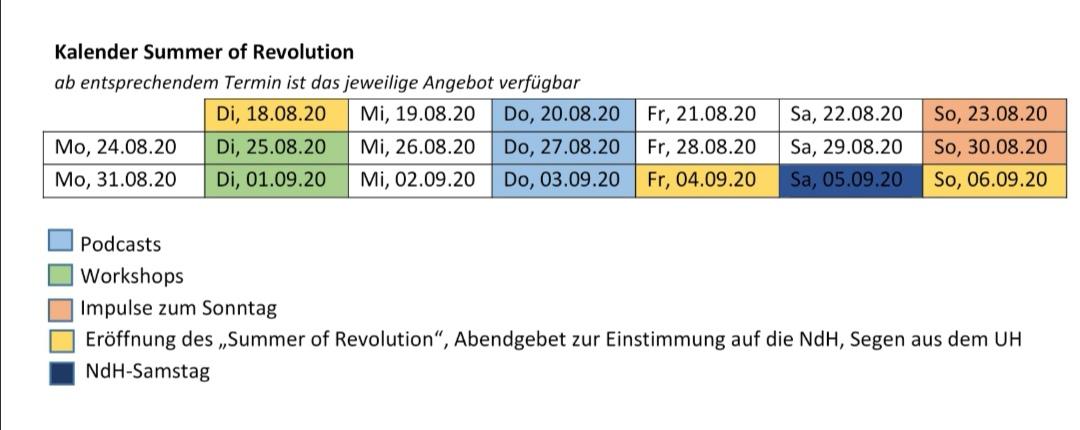 Kalender Summer of Revolution
ab entsprechendem Termin ist das jeweilige Angebot verfügbar
Di, 18.08.20 Mi, 19.08.20 Do, 20.08.20 Fr, 21.08.20 Sa, 22.08.20 So, 23.08.20
Mo, 24.08.20 Di, 25.08.20 Mi, 26.08.20 Do, 27.08.20 Fr, 28.08.20 Sa, 29.08.20 So, 30.08.20
Mo, 31.08.20 Di, 01.09.20 Mi, 02.09.20 Do, 03.09.20 Fr, 04.09.20 Sa, 05.09.20 So, 06.09.20
Podcasts
Workshops
Impulse zum Sonntag
Eröffnung des „Summer of Revolution“, Abendgebet zur Einstimmung auf die NdH, Segen aus dem UH
NdH-Samstag